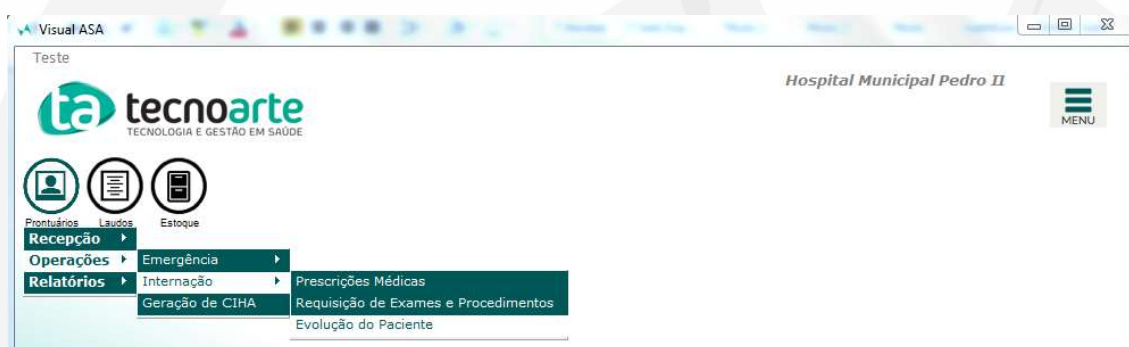 Visual ASA
Teste
Hospital Municipal Pedro II
ta tecnoarte
TECNOLOGIA E GESTÃO EM SAÚDE
MENU
Prontuários Laudos Estoque
Recepção
Operações Emergência
Relatórios Internação Prescrições Médicas
Geração de CIHA Requisição de Exames e Procedimentos
Evolução do Paciente